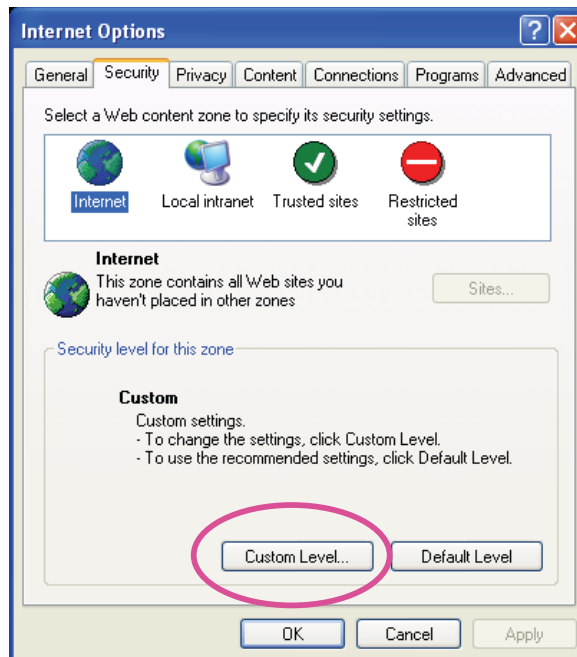 Internet Options
General Security Privacy Content Connections Programs Advanced
Select a Web content zone to specify its security settings.
Internet Local intranet Trusted sites Restricted
sites
Internet
This zone contains all Web sites you
haven't placed in other zones
Sites...
Security level for this zone
Custom
Custom settings.
- To change the settings, click Custom Level.
- To use the recommended settings, click Default Level.
Custom Level... Default Level
OK Cancel Apply